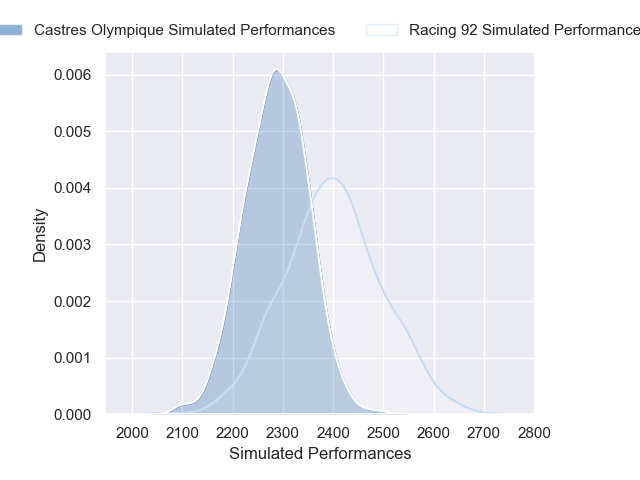 Castres Olympique Simulated Performances
Racing 92 Simulated Performance
0.006
0.005
0.004
0.003
0.002
0.001
0.000
Density
2000 2100 2200 2300 2400 2500 2600 2700 2800
Simulated Performances